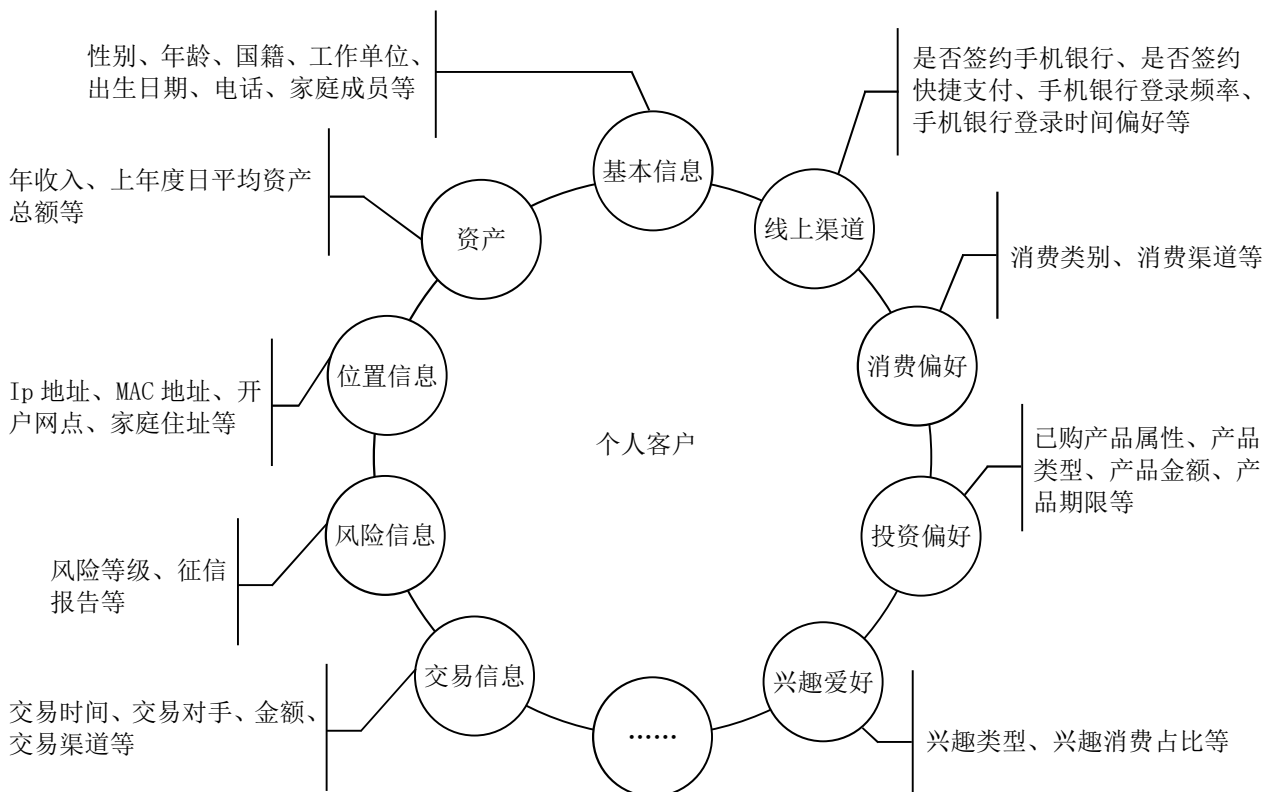 性别、年龄、国籍、工作单位、
出生日期、电话、家庭成员等
是否签约手机银行、是否签约
快捷支付、手机银行登录频率、
手机银行登录时间偏好等
基本信息
年收入、上年度日平均资产
总额等
资产
线上渠道
消费类别、消费渠道等
Ip 地址、MAC 地址、开
户网点、家庭住址等
位置信息
消费偏好
个人客户
已购产品属性、产品
类型、产品金额、产
品期限等
风险信息
投资偏好
风险等级、征信
报告等
交易信息
兴趣爱好
交易时间、交易对手、金额、
交易渠道等
……
兴趣类型、兴趣消费占比等